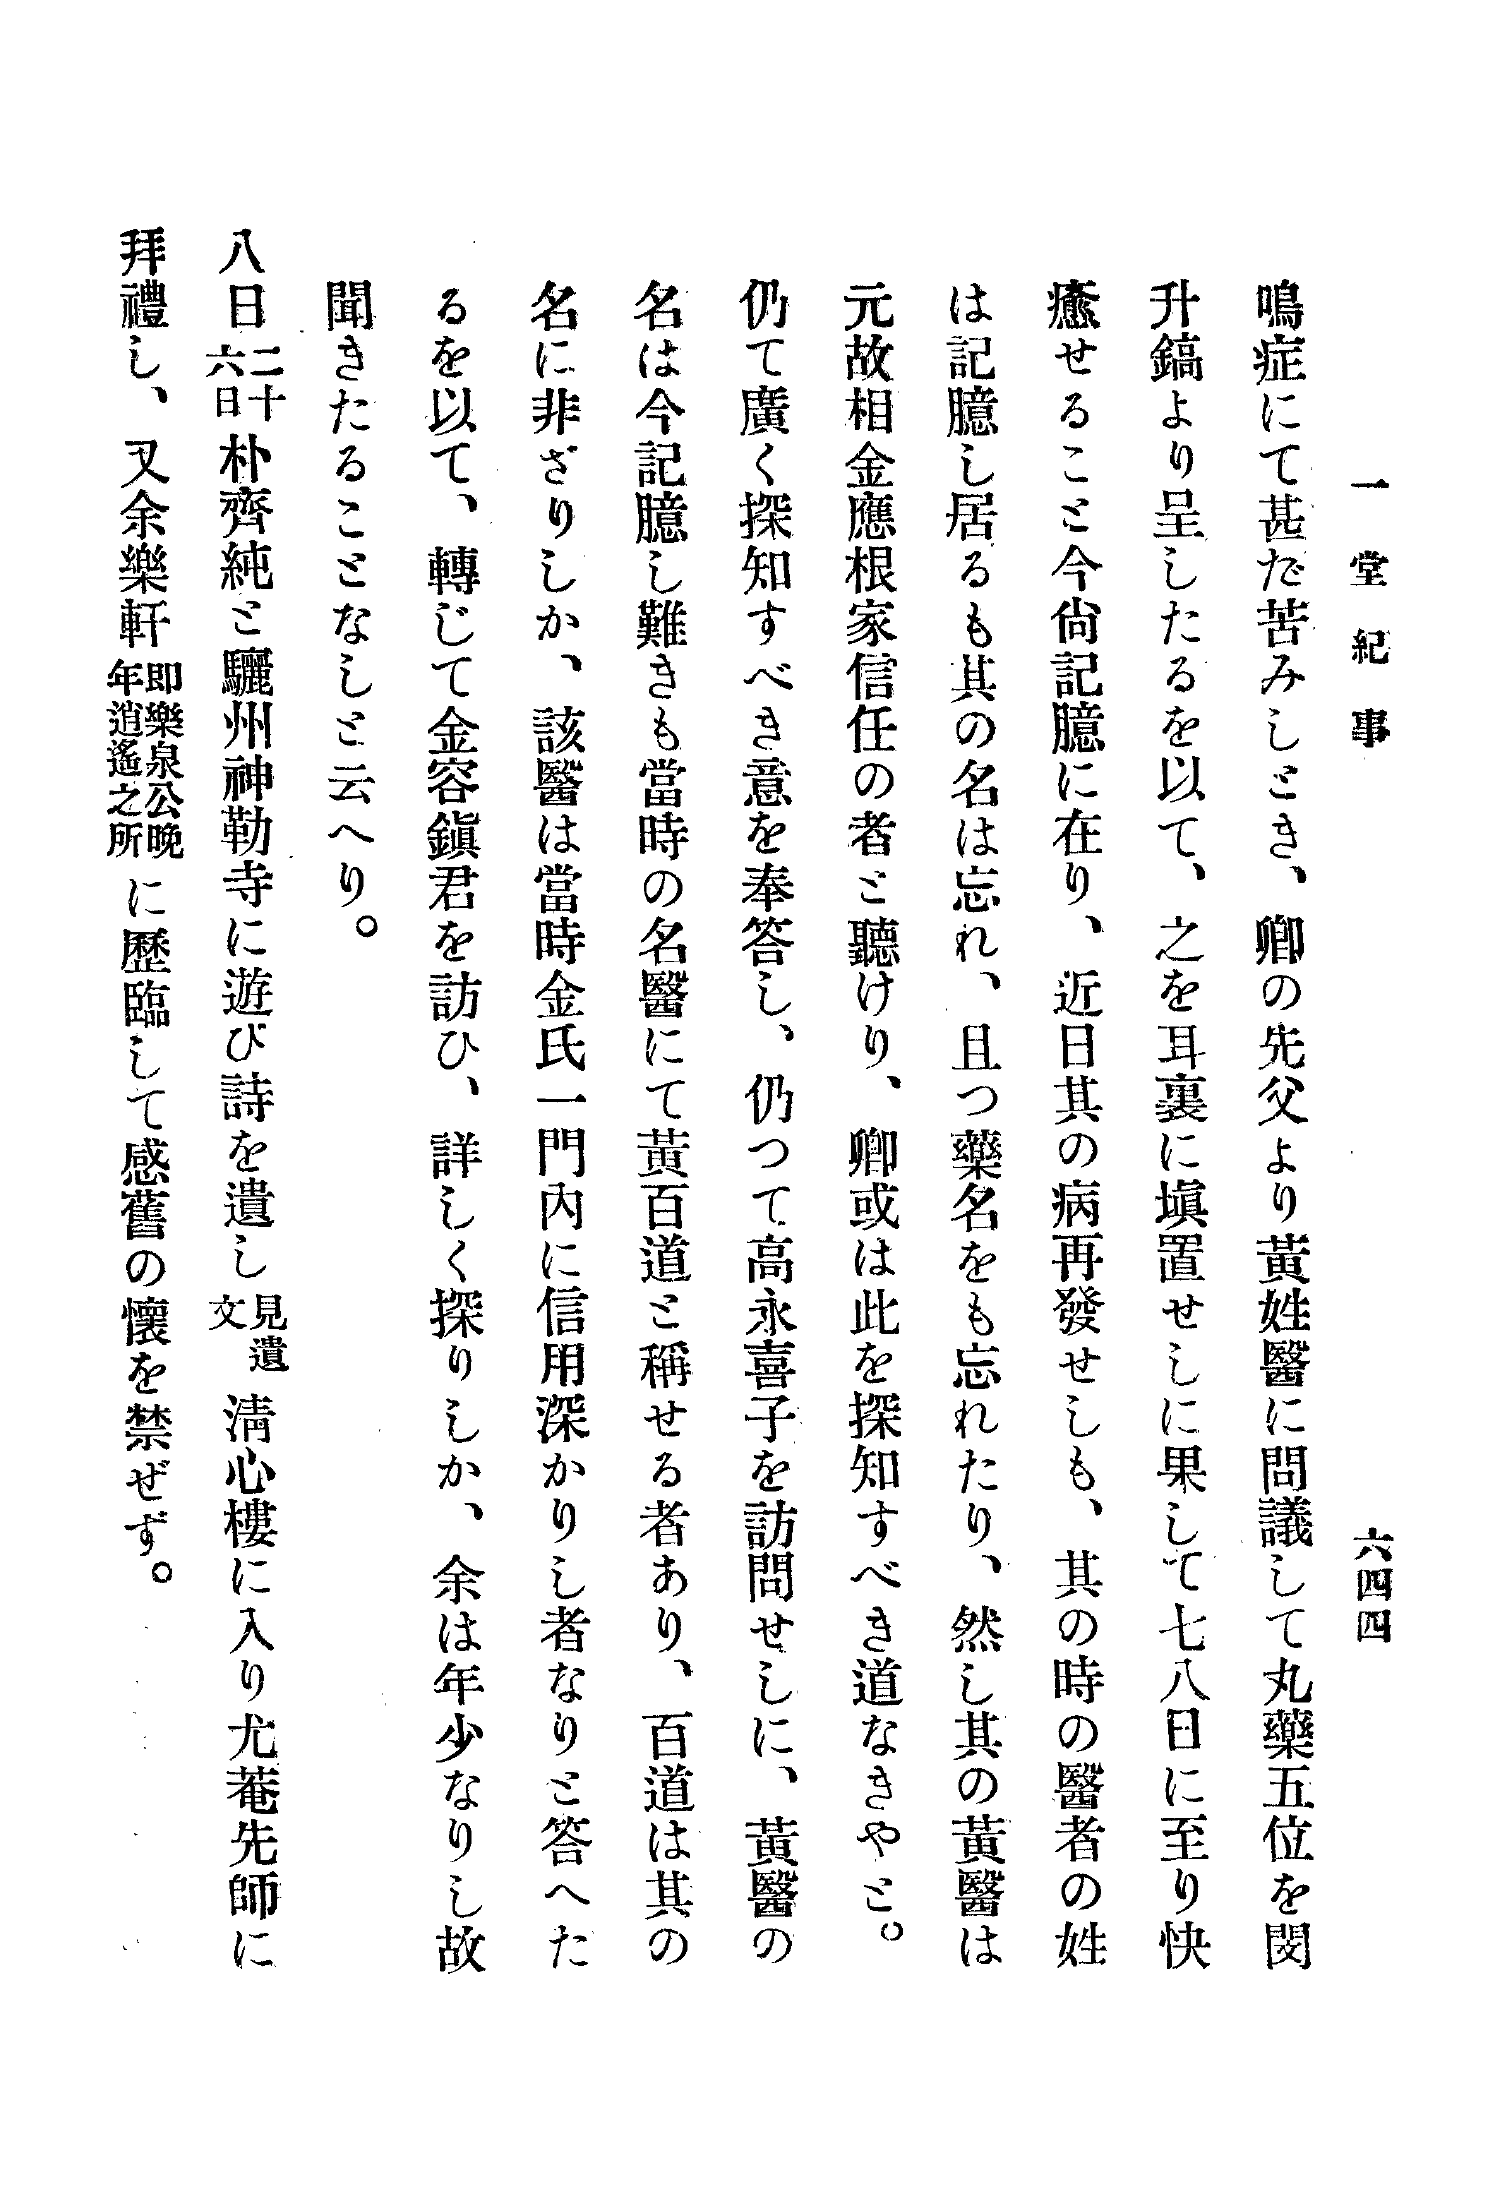 一堂紀事
六四四
鳴症にて甚だ苦みしとき、卿の先父より黃姓醫に問議して丸藥五位を閔
升鎬より呈したるを以て、之を耳裏に塡置せしに果して七八日に至り快
癒せること今尙記臆に在り、近日其の病再發せしも、其の時の醫者の姓
は記臆し居るも其の名は忘れ、且つ藥名をも忘れたり、然し其の黃醫は
元故相金應根家信任の者と聽けり、卿或は此を探知すべき道なきやと。
仍て廣く探知すべき意を奉答し、仍つて高永喜子を訪問せしに、黃醫の
名は今記臆し難きも當時の名醫にて黃百道と稱せる者あり、百道は其の
名に非ざりしか、該醫は當時金氏一門內に信用深かりし者なりと答へた
るを以て、轉じて金容鎭君を訪ひ、詳しく探りしか、余は年少なりし故
聞きたることなしと云へり。
八日二十六日朴齊純と驪州神勒寺に遊び詩を遺し見遺文淸心樓に入り尤菴先師に
拜禮し、又余樂軒即樂泉公晚年逍遙之所に歷臨して感舊の懷を禁ぜず。